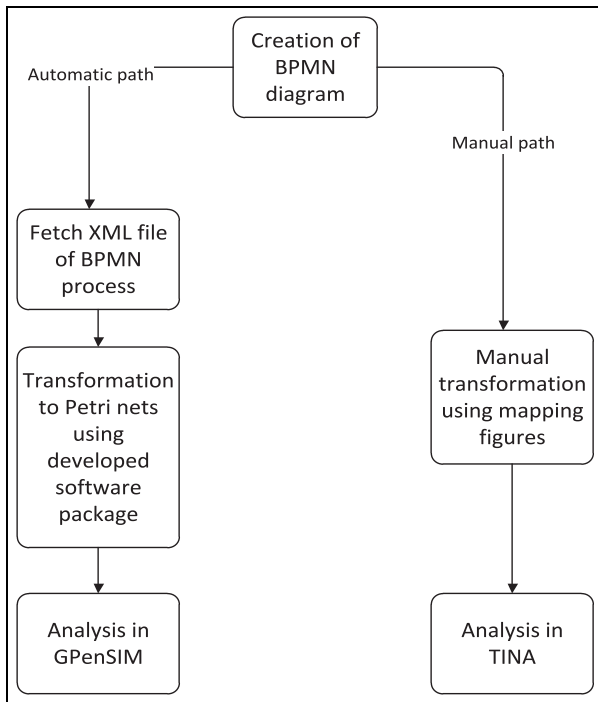 Creation of
BPMN
diagram
Automatic path
Manual path
Fetch XML file
of BPMN
process
Transformation
to Petri nets
using
developed
software
package
Manual
transformation
using mapping
figures
Analysis in
GPenSIM
Analysis in
TINA